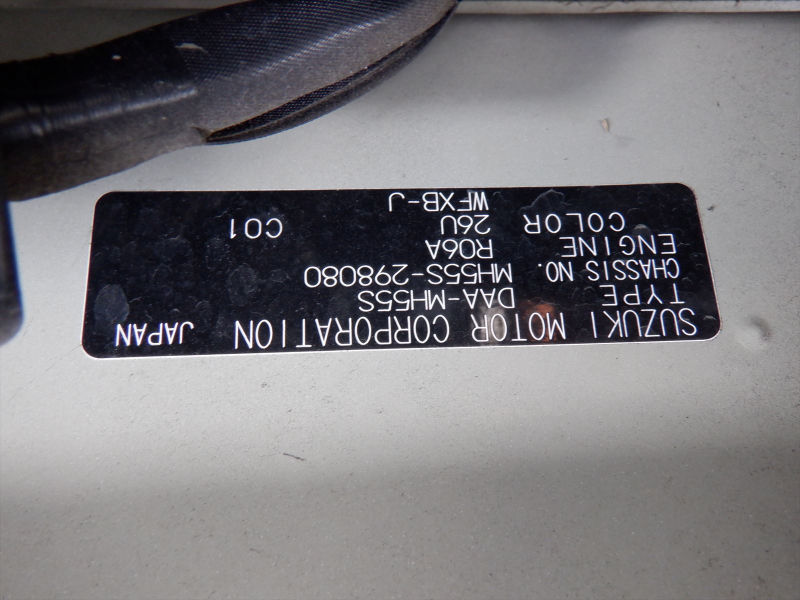 SUZUKI MOTOR CORPORATION JAPAN
TYPE DAA-MH55S
CHASSIS NO. MH55S-298080
ENGINE R06A
COLOR 26U C01
WFXB-J